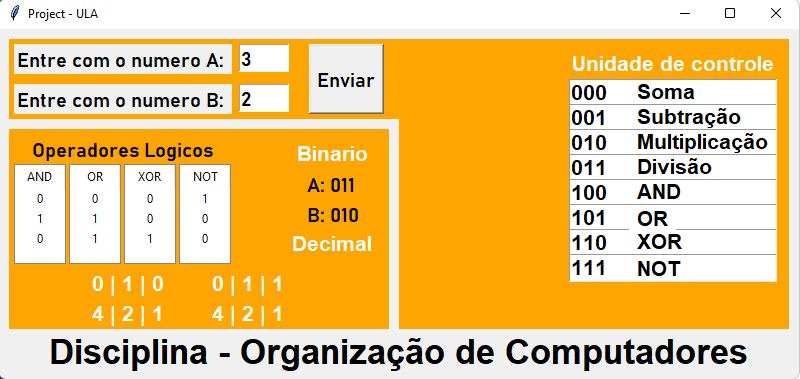 Project - ULA
Entre com o numero A: 3
Entre com o numero B: 2
Enviar
Unidade de controle
000 Soma
001 Subtração
010 Multiplicação
011 Divisão
100 AND
101 OR
110 XOR
111 NOT
Operadores Logicos
AND OR XOR NOT
0 0 0 1
1 1 0 0
0 1 1 0
Binario
A: 011
B: 010
Decimal
0 | 1 | 0 0 | 1 | 1
4 | 2 | 1 4 | 2 | 1
Disciplina - Organização de Computadores